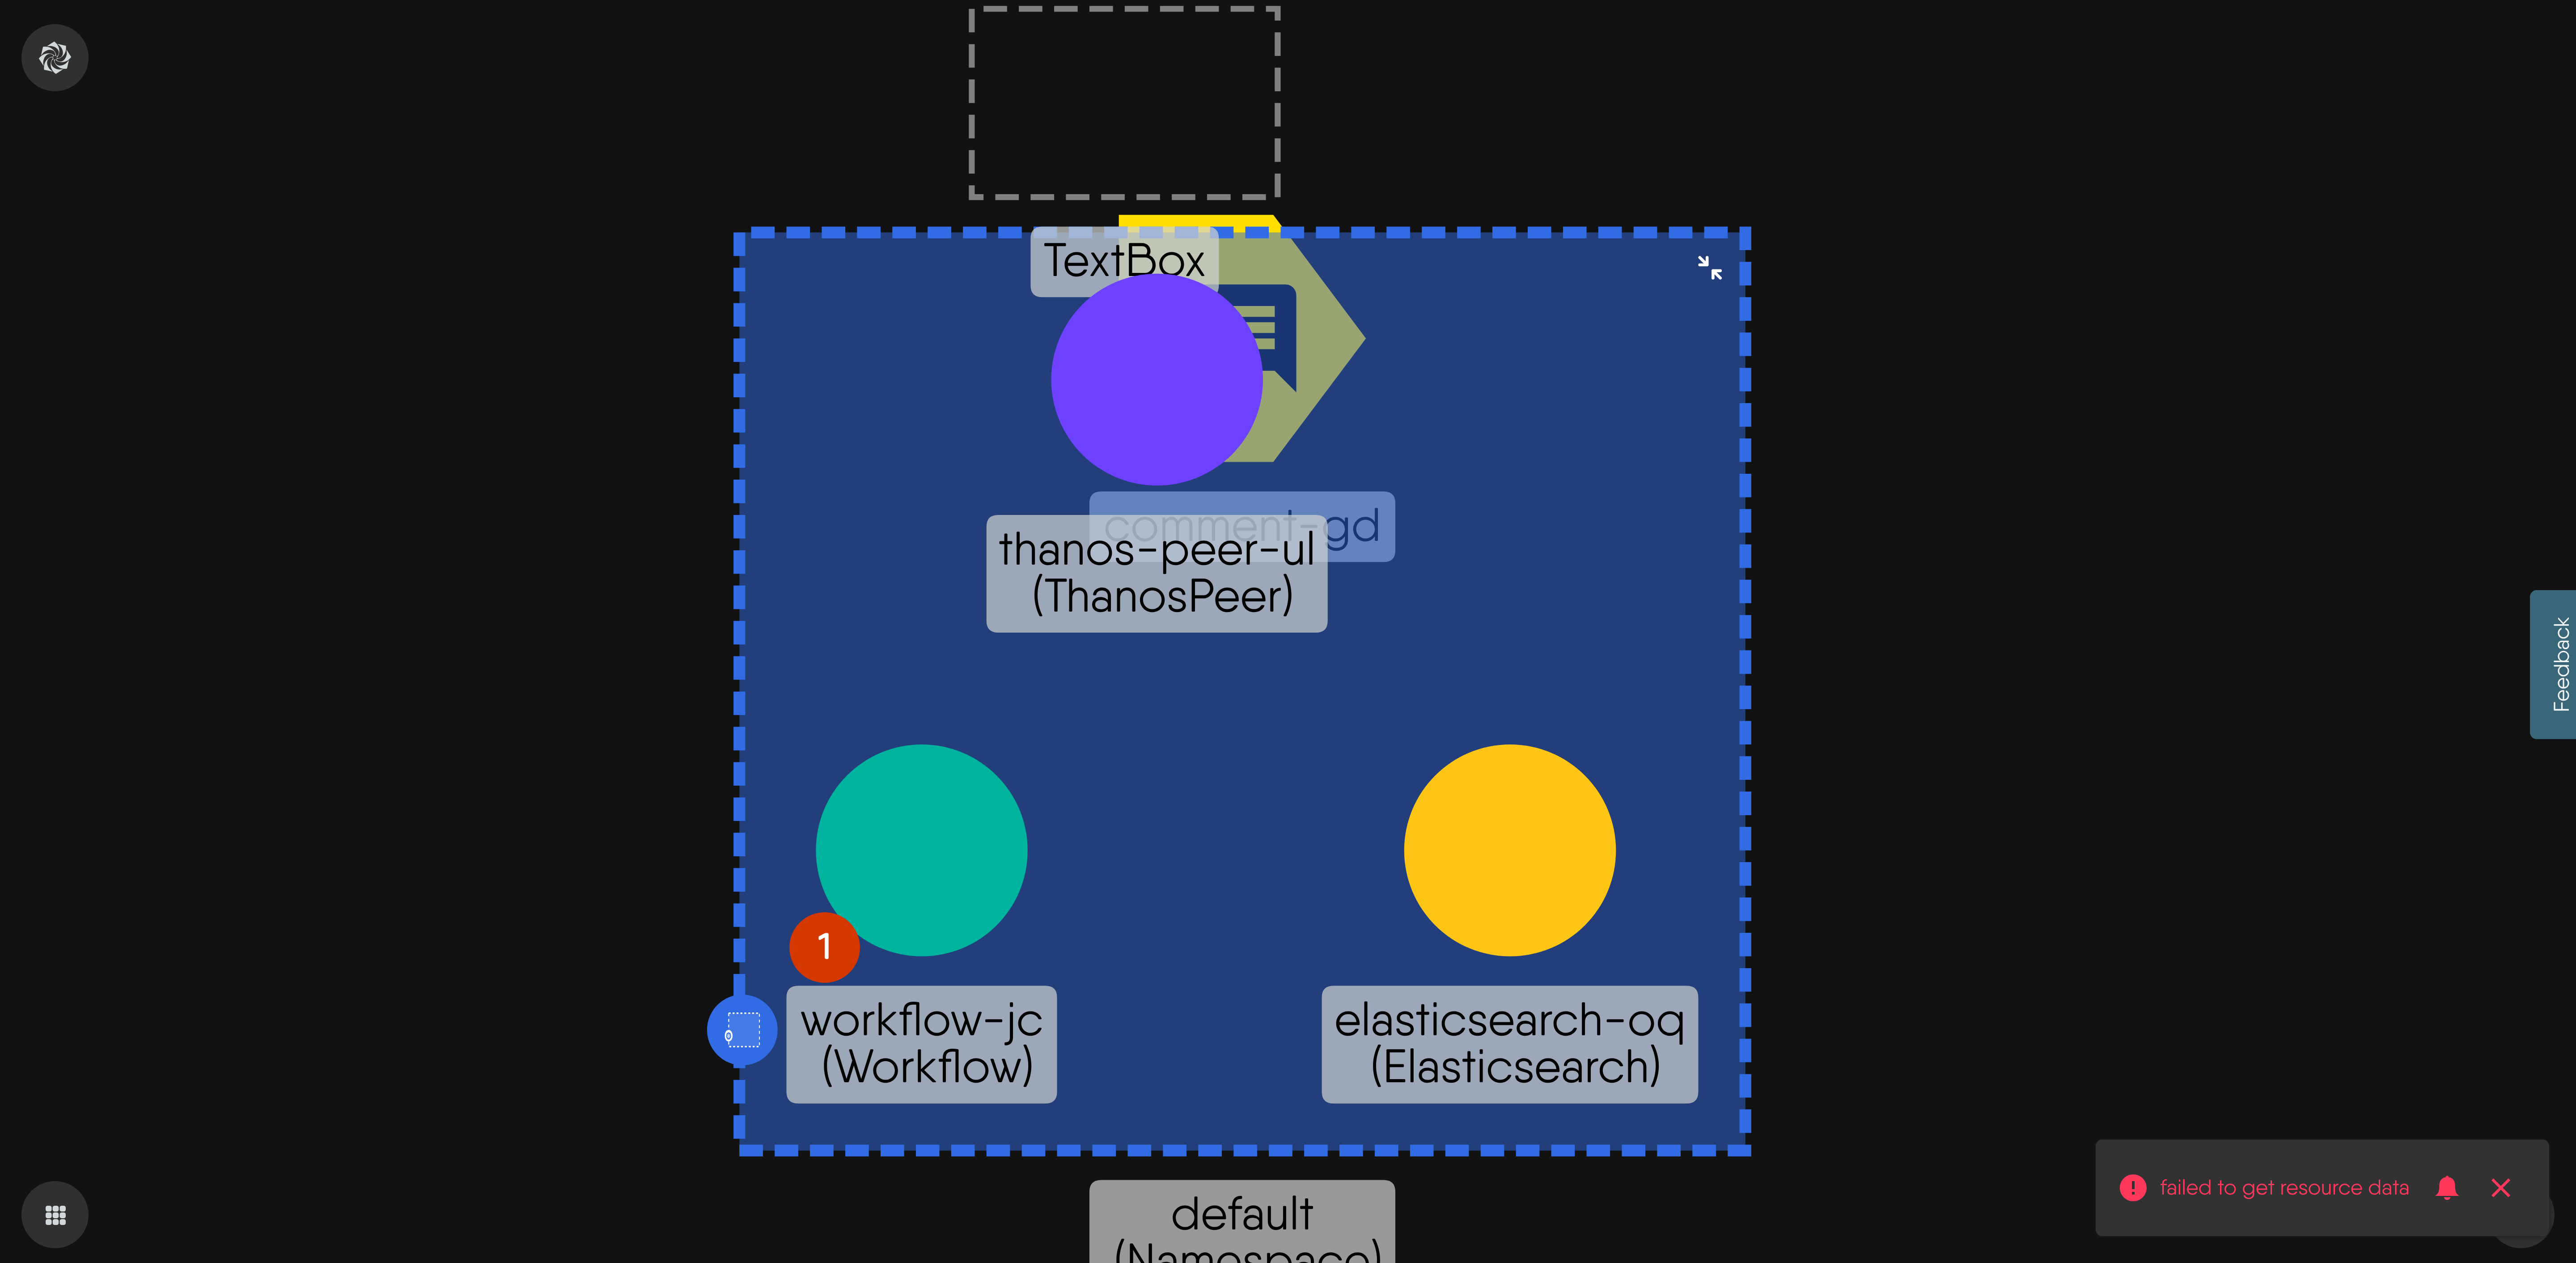 TextBox
comment-gd
thanos-peer-ul
(ThanosPeer)
1
workflow-jc
(Workflow)
elasticsearch-oq
(Elasticsearch)
default
(Namespace)
Feedback
failed to get resource data